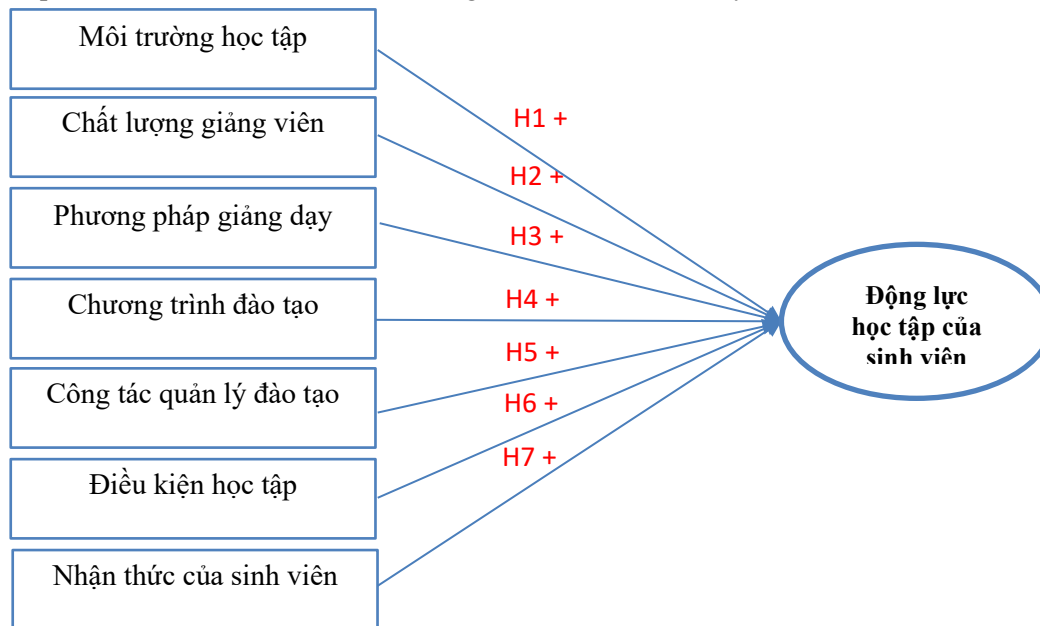 Môi trường học tập
Chất lượng giảng viên
Phương pháp giảng dạy
Chương trình đào tạo
Công tác quản lý đào tạo
Điều kiện học tập
Nhận thức của sinh viên
H1 +
H2 +
H3 +
H4 +
H5 +
H6 +
H7 +
Động lực
học tập của
sinh viên